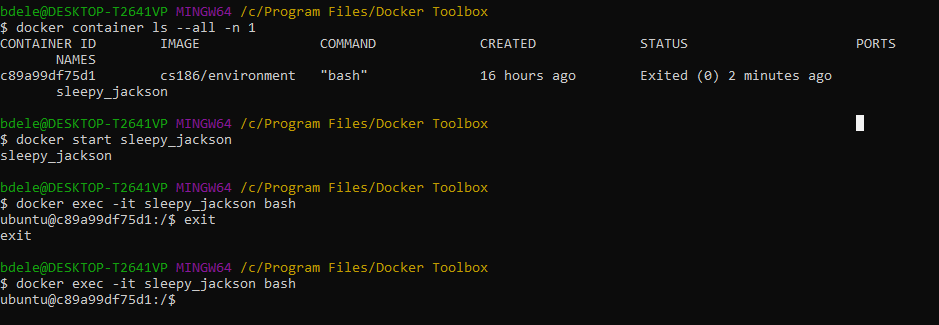 bdele@DESKTOP-T2641VP MINGW64 /c/Program Files/Docker Toolbox
$ docker container ls --all -n 1
CONTAINER ID        IMAGE               COMMAND             CREATED             STATUS                     PORTS
       NAMES
c89a99df75d1        cs186/environment   "bash"              16 hours ago        Exited (0) 2 minutes ago
       sleepy_jackson
bdele@DESKTOP-T2641VP MINGW64 /c/Program Files/Docker Toolbox
$ docker start sleepy_jackson
sleepy_jackson
bdele@DESKTOP-T2641VP MINGW64 /c/Program Files/Docker Toolbox
$ docker exec -it sleepy_jackson bash
ubuntu@c89a99df75d1:/$ exit
exit
bdele@DESKTOP-T2641VP MINGW64 /c/Program Files/Docker Toolbox
$ docker exec -it sleepy_jackson bash
ubuntu@c89a99df75d1:/$